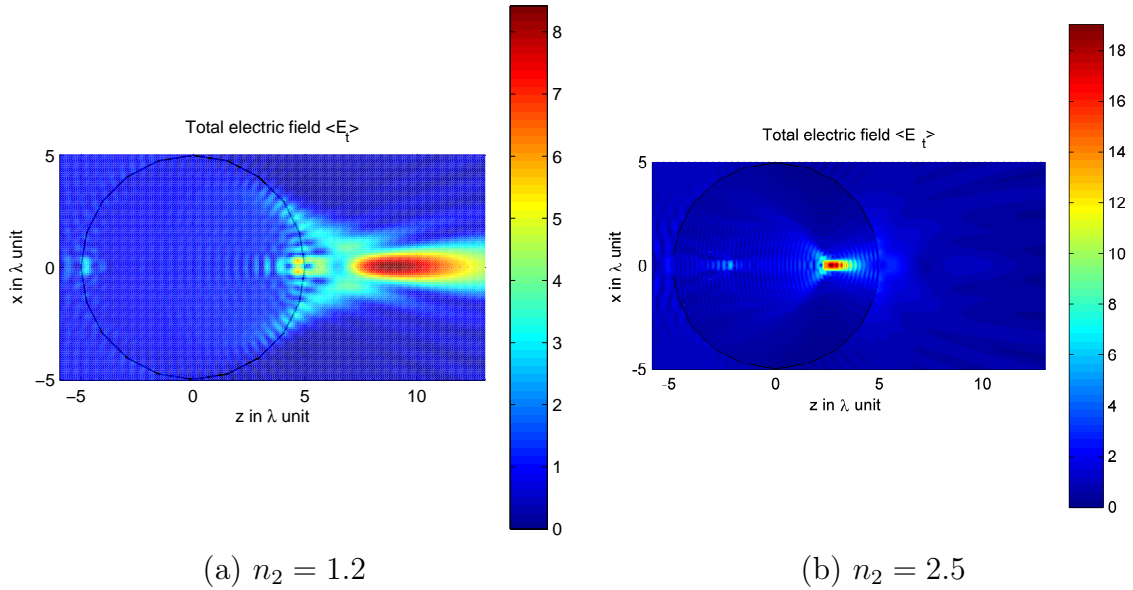 Total electric field <E_t>
8
7
6
5
4
3
2
1
0
5
0
−5
x in λ unit
−5 0 5 10
z in λ unit
(a) n₂ = 1.2
Total electric field <E_t>
18
16
14
12
10
8
6
4
2
0
5
0
-5
x in λ unit
-5 0 5 10
z in λ unit
(b) n₂ = 2.5